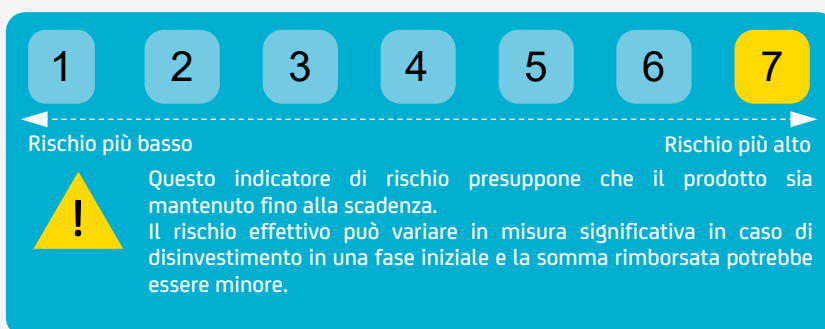 1 2 3 4 5 6 7
Rischio più basso Rischio più alto
!
Questo indicatore di rischio presuppone che il prodotto sia
mantenuto fino alla scadenza.
Il rischio effettivo può variare in misura significativa in caso di
disinvestimento in una fase iniziale e la somma rimborsata potrebbe
essere minore.